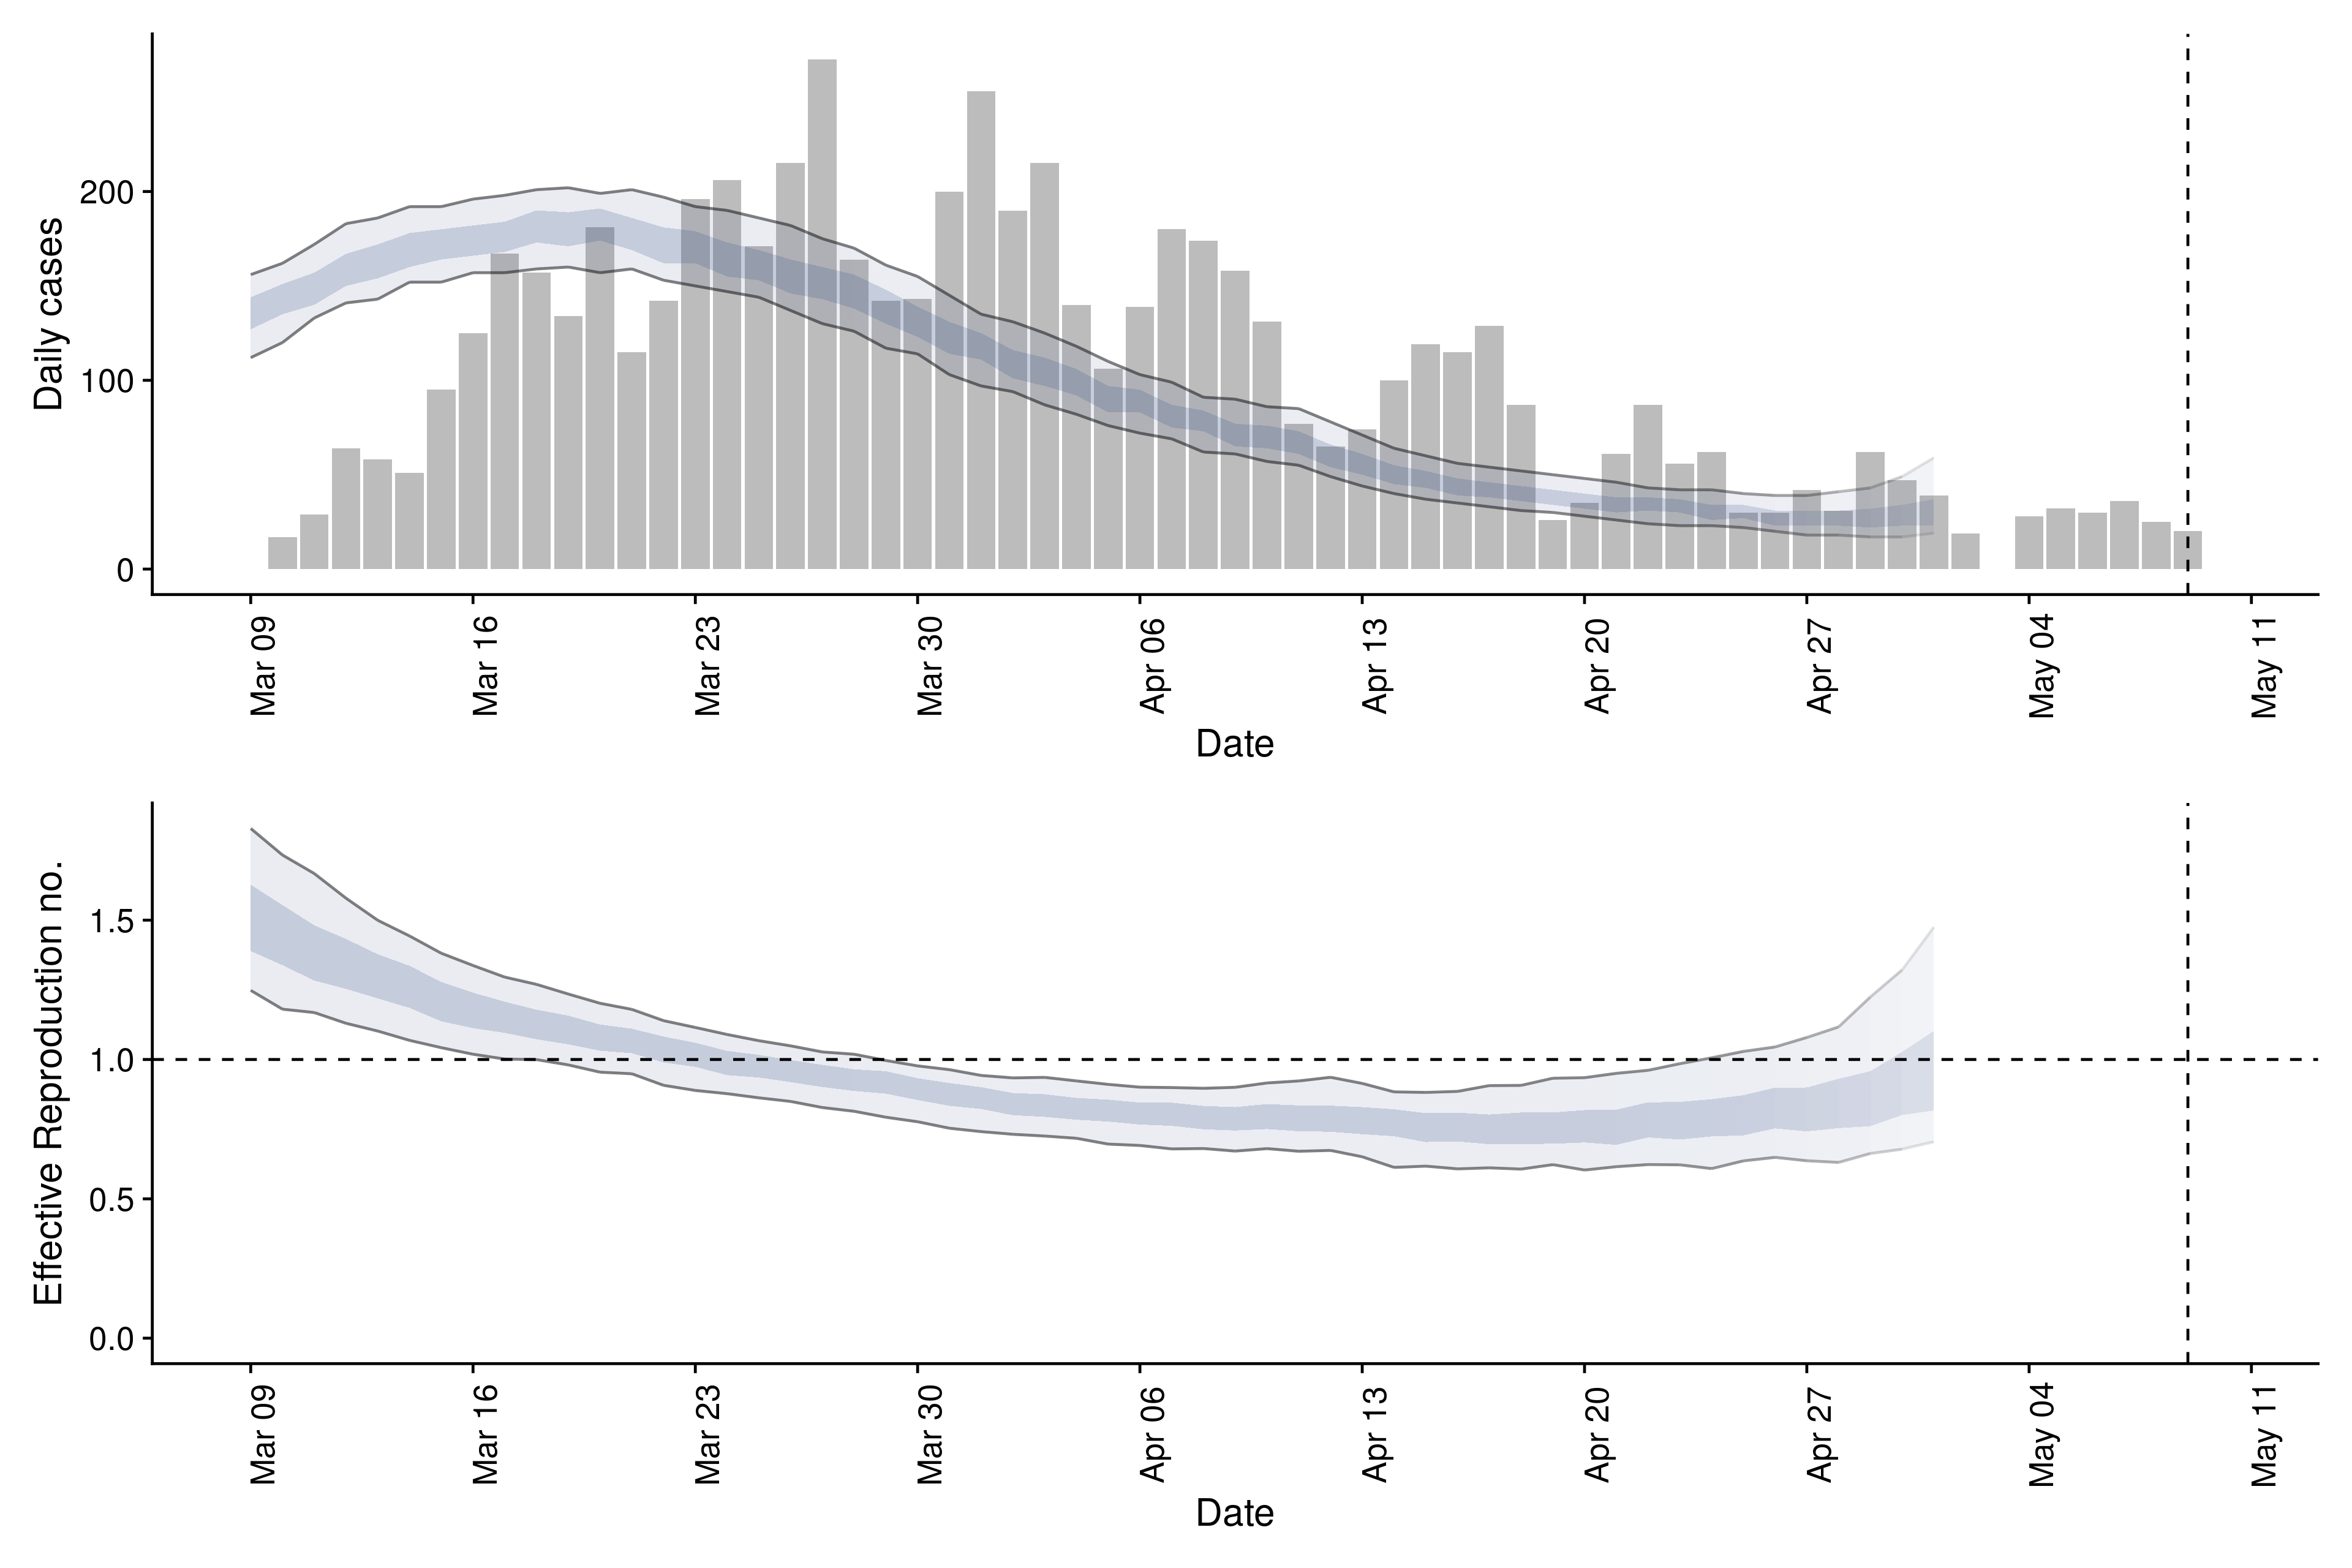 Daily cases
200
100
0
Mar 09
Mar 16
Mar 23
Mar 30
Apr 06
Apr 13
Apr 20
Apr 27
May 04
May 11
Date
Effective Reproduction no.
1.5
1.0
0.5
0.0
Mar 09
Mar 16
Mar 23
Mar 30
Apr 06
Apr 13
Apr 20
Apr 27
May 04
May 11
Date